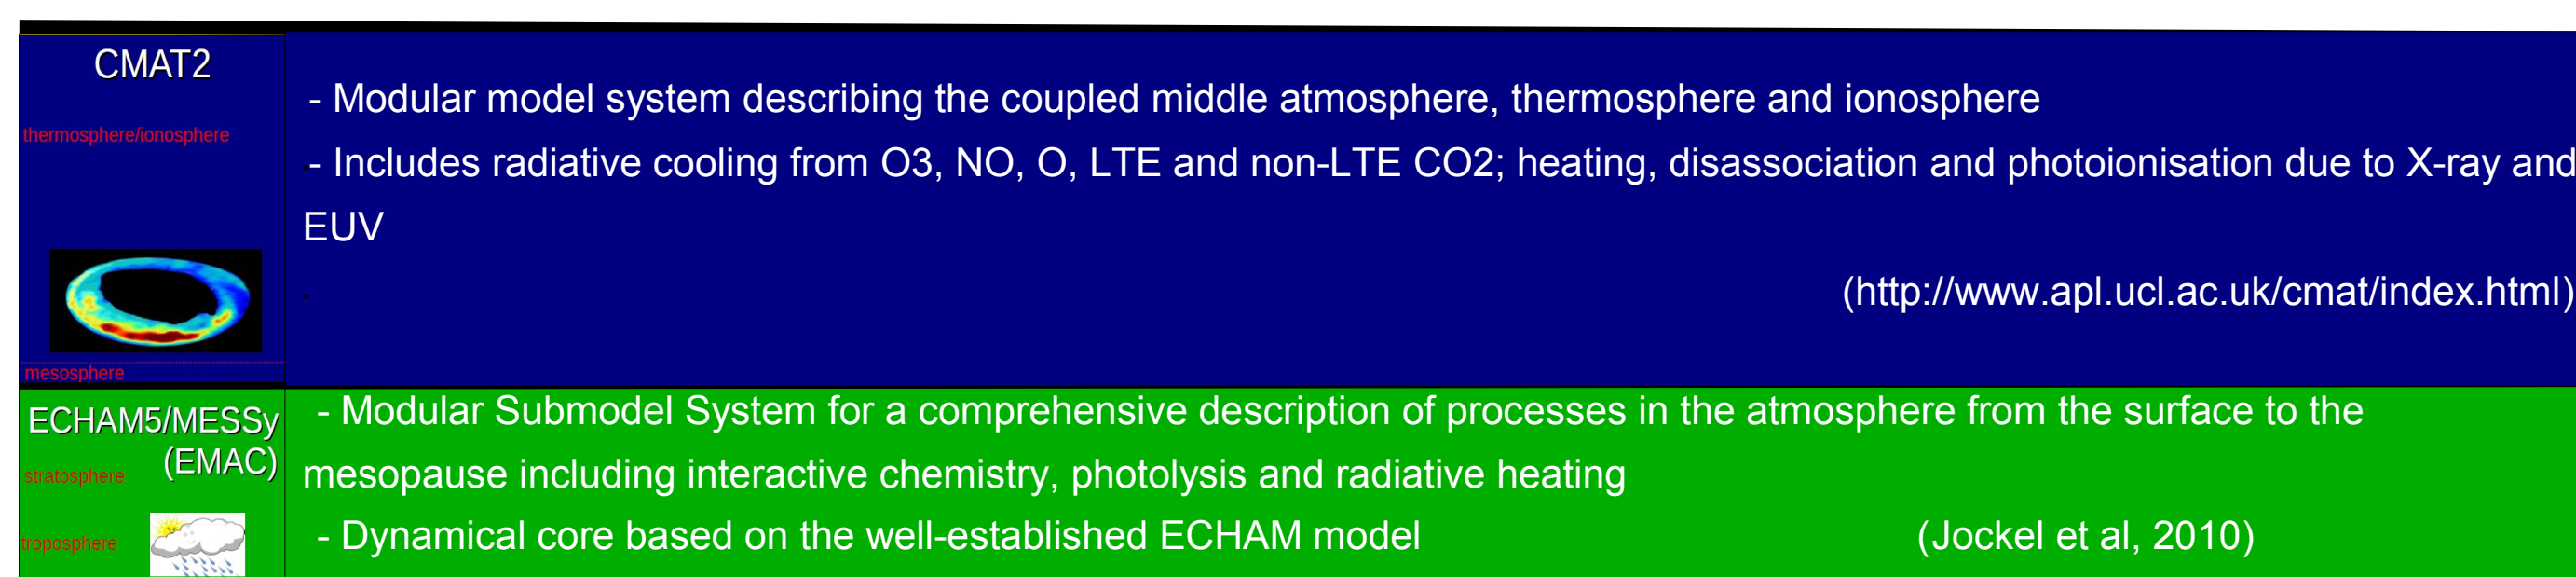 CMAT2
thermosphere/ionosphere
mesosphere
- Modular model system describing the coupled middle atmosphere, thermosphere and ionosphere
- Includes radiative cooling from O3, NO, O, LTE and non-LTE CO2; heating, disassociation and photoionisation due to X-ray and
EUV
(http://www.apl.ucl.ac.uk/cmat/index.html)
ECHAM5/MESSy
(EMAC)
stratosphere
troposphere
- Modular Submodel System for a comprehensive description of processes in the atmosphere from the surface to the
mesopause including interactive chemistry, photolysis and radiative heating
- Dynamical core based on the well-established ECHAM model (Jockel et al, 2010)